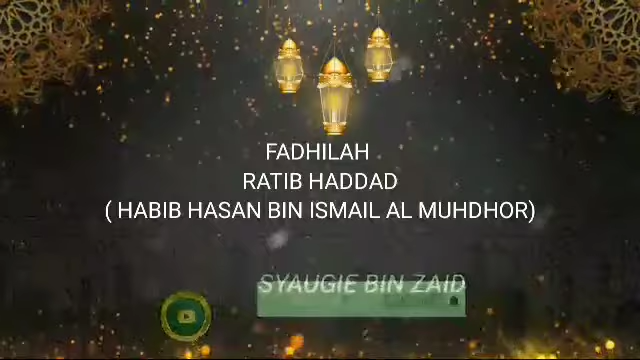 FADHILAH
RATIB HADDAD
( HABIB HASAN BIN ISMAIL AL MUHDHOR)
SYAUGIE BIN ZAID